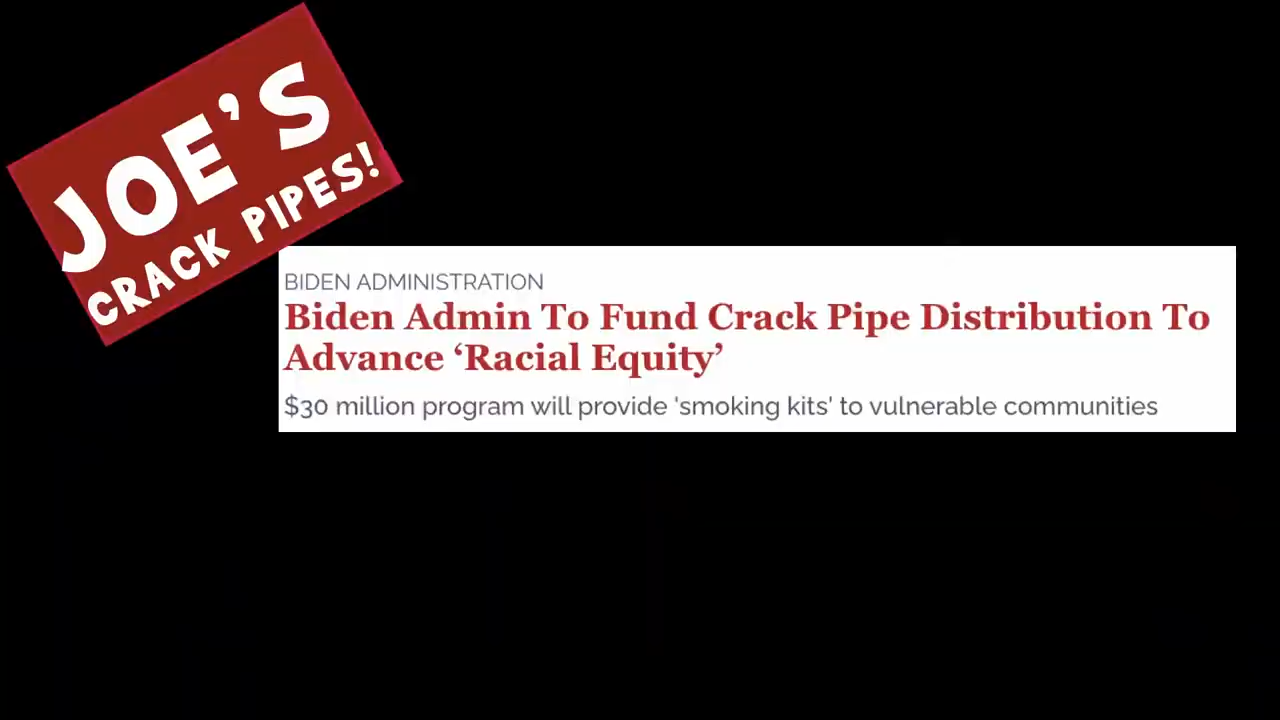 JOE'S
CRACK PIPES!
BIDEN ADMINISTRATION
Biden Admin To Fund Crack Pipe Distribution To
Advance ‘Racial Equity’
$30 million program will provide 'smoking kits' to vulnerable communities